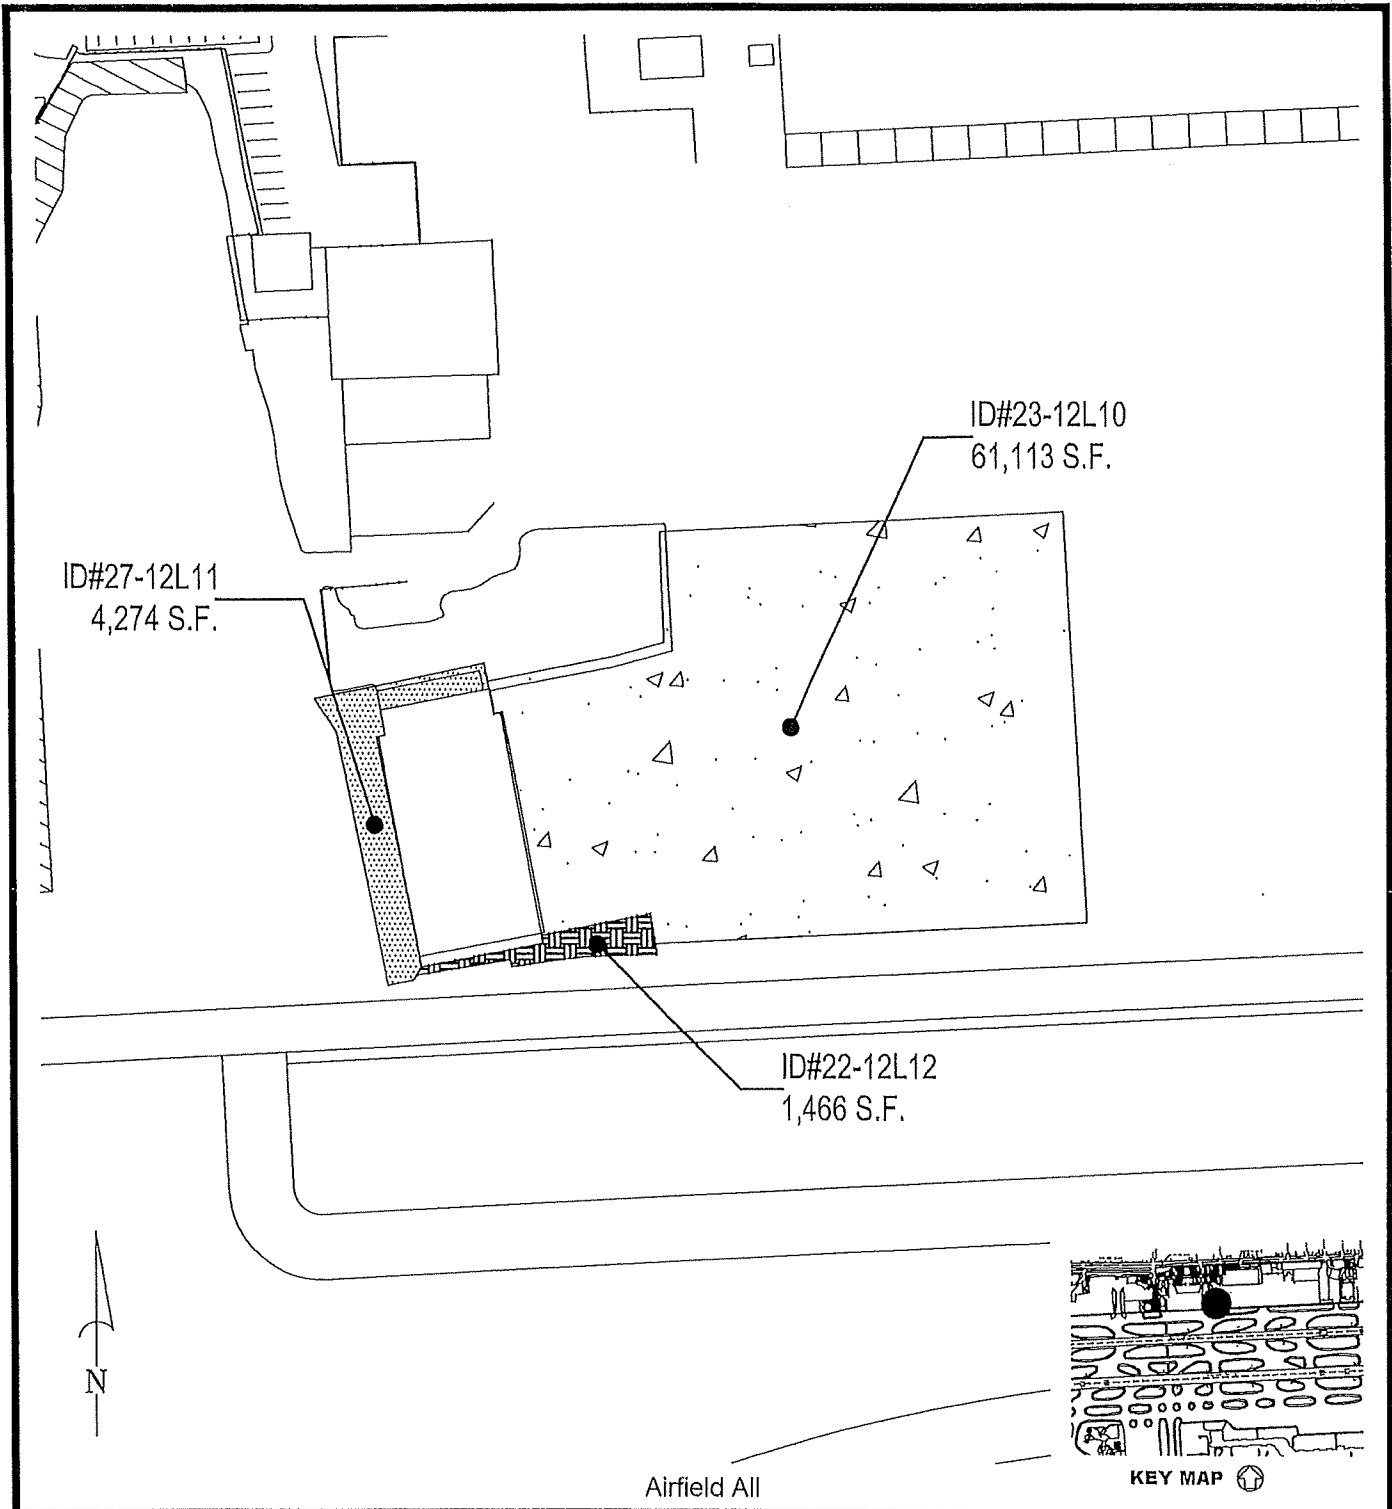 ID#23-12L10
61,113 S.F.
ID#27-12L11
4,274 S.F.
ID#22-12L12
1,466 S.F.
N
KEY MAP
Airfield All